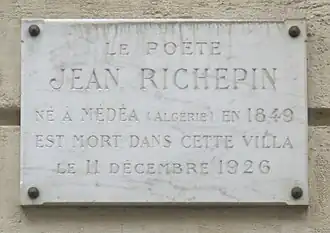 LE POÈTE
JEAN RICHEPIN
NÉ À MÉDÉA (ALGÉRIE) EN 1849
EST MORT DANS CETTE VILLA
LE 11 DÉCEMBRE 1926